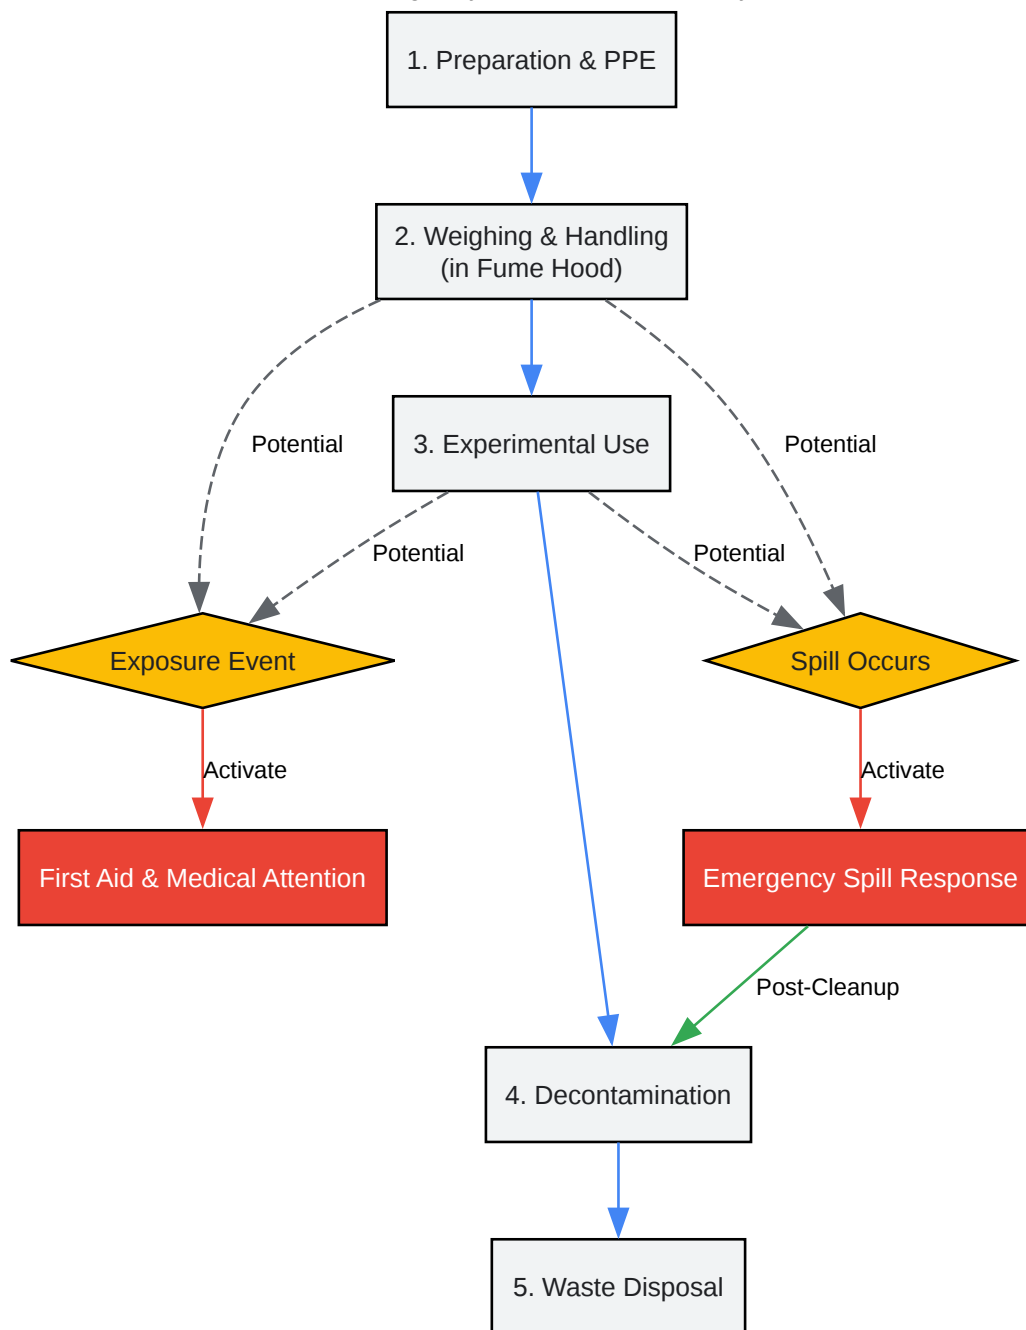 1. Preparation & PPE
2. Weighing & Handling
(in Fume Hood)
3. Experimental Use
Potential
Potential
Potential
Potential
Exposure Event
Spill Occurs
Activate
Activate
First Aid & Medical Attention
Emergency Spill Response
Post-Cleanup
4. Decontamination
5. Waste Disposal